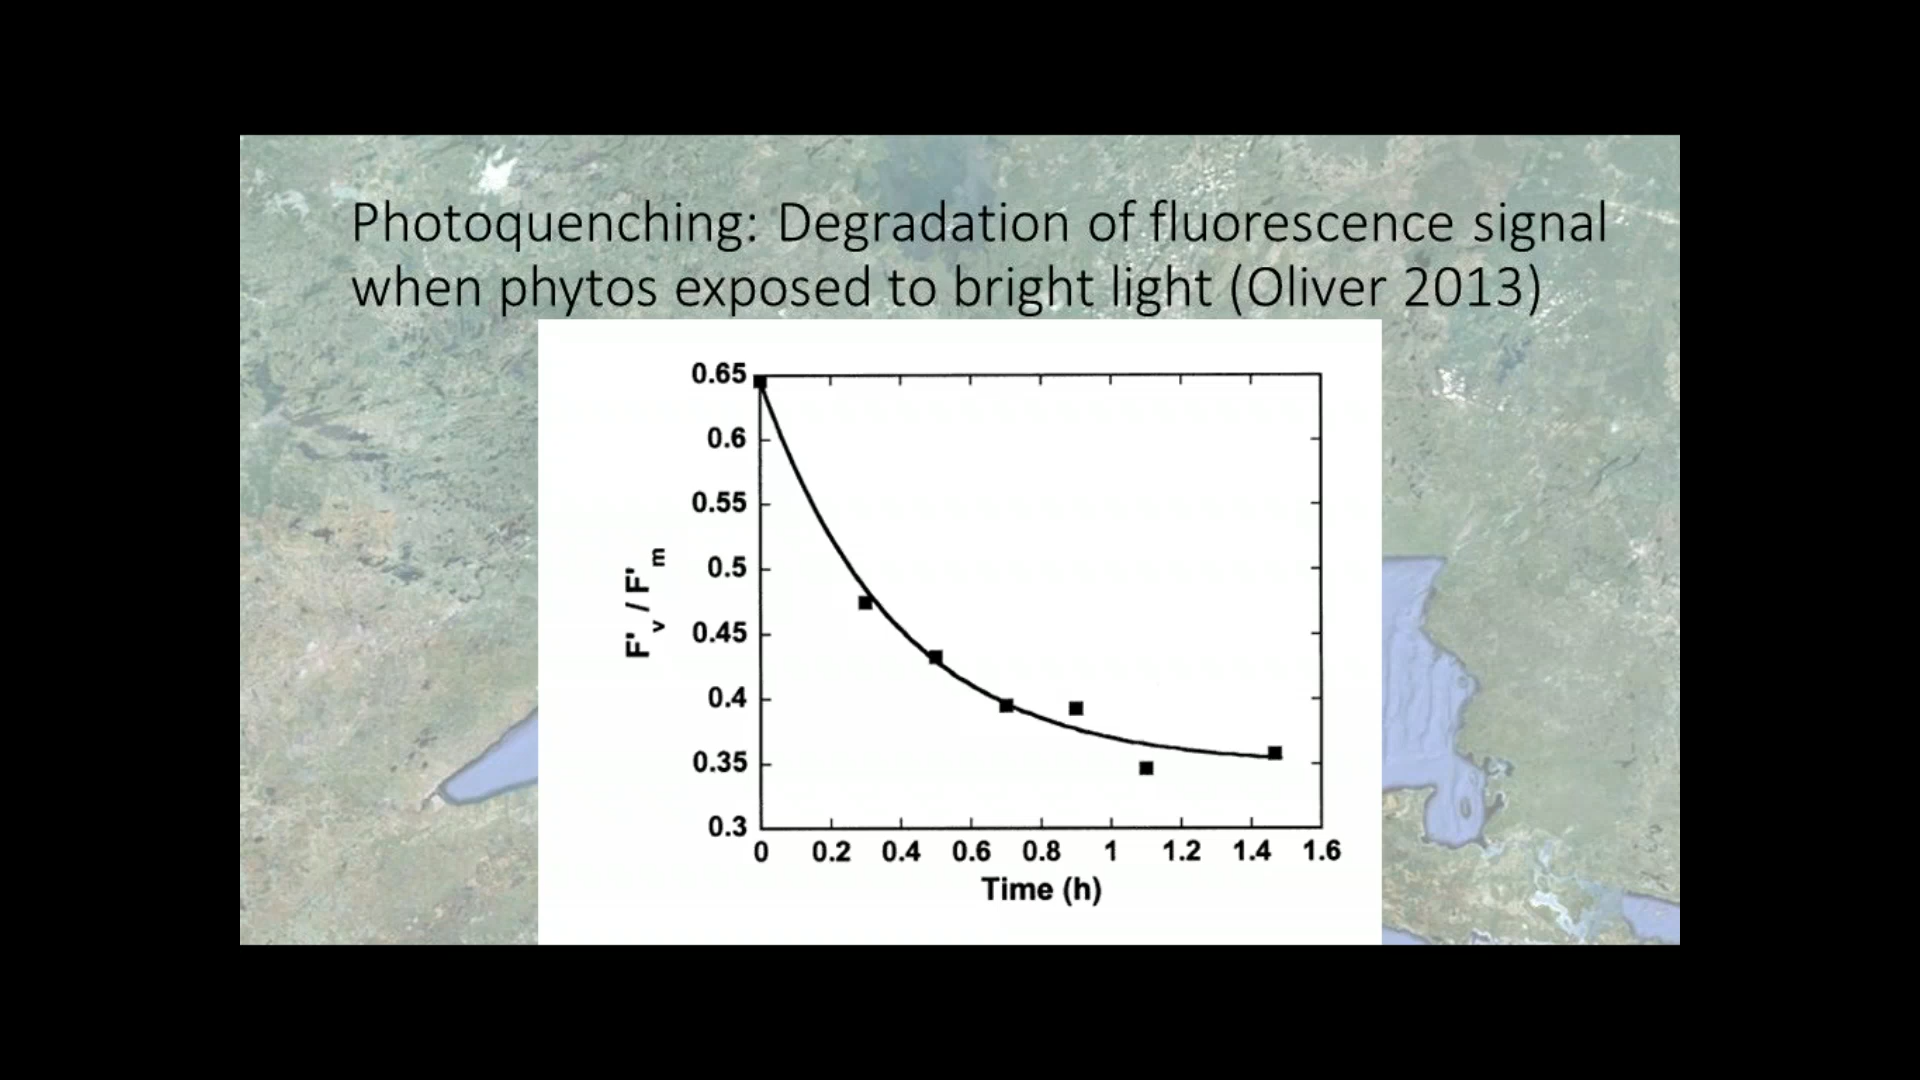 Photoquenching: Degradation of fluorescence signal
when phytos exposed to bright light (Oliver 2013)
0.65
0.6
0.55
0.5
0.45
0.4
0.35
0.3
F'v / F'm
0 0.2 0.4 0.6 0.8 1 1.2 1.4 1.6
Time (h)